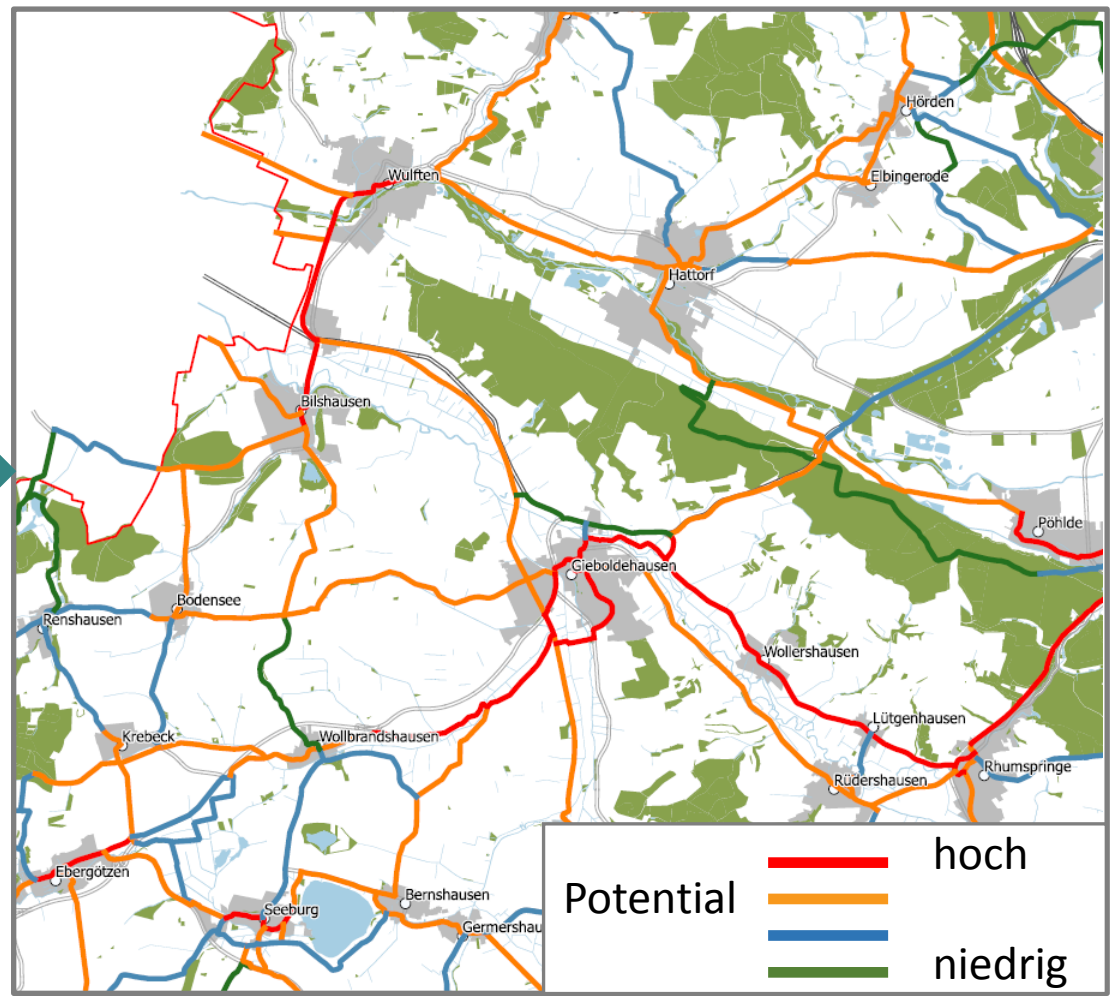 Hörden
Wulften
Elbingerode
Hattorf
Bilshausen
Pöhlde
Gieboldehausen
Bodensee
Renshausen
Wollershausen
Lütgenhausen
Krebeck
Wollbrandshausen
Rhumspringe
Rüdershausen
Ebergötzen
Bernshausen
Seeburg
Germershau
hoch
Potential
niedrig